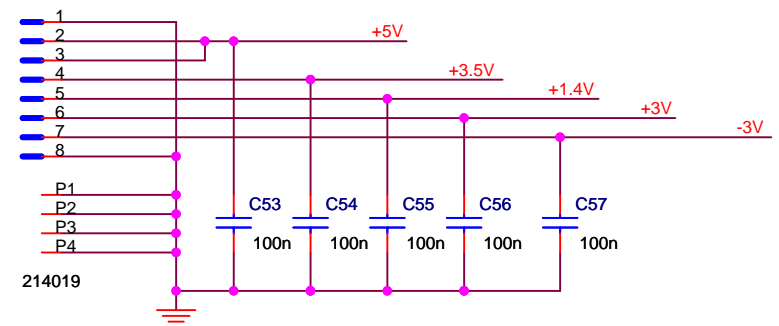 1
2
+5V
3
4
+3.5V
5
+1.4V
6
+3V
7
-3V
8
P1
P2
P3
P4
C53
C54
C55
C56
C57
100n
100n
100n
100n
100n
214019